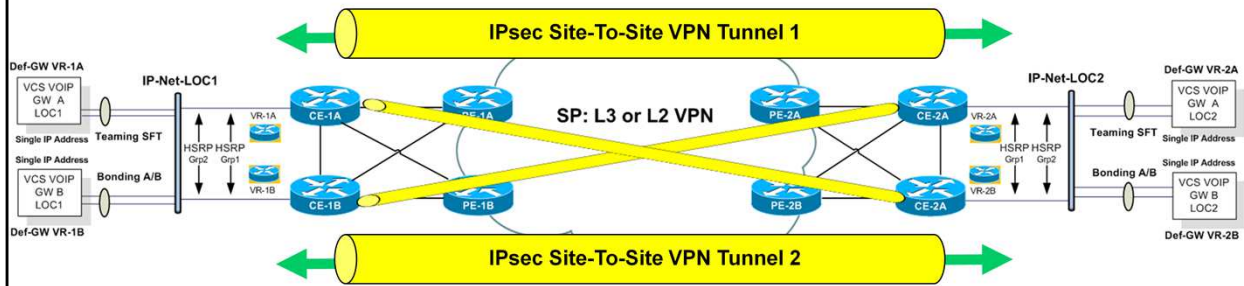 IPsec Site-To-Site VPN Tunnel 1
Def-GW VR-1A
VCS VOIP
GW A
LOC1
Single IP Address
Teaming SFT
IP-Net-LOC1
Single IP Address
VCS VOIP
GW B
LOC1
Def-GW VR-1B
Bonding A/B
HSRP
Grp2
HSRP
Grp1
VR-1A
VR-1B
CE-1A
CE-1B
PE-1A
PE-1B
SP: L3 or L2 VPN
PE-2A
PE-2B
CE-2A
CE-2A
VR-2A
VR-2B
HSRP
Grp1
HSRP
Grp2
IP-Net-LOC2
Def-GW VR-2A
VCS VOIP
GW A
LOC2
Teaming SFT
Single IP Address
Single IP Address
Bonding A/B
VCS VOIP
GW B
LOC2
Def-GW VR-2B
IPsec Site-To-Site VPN Tunnel 2